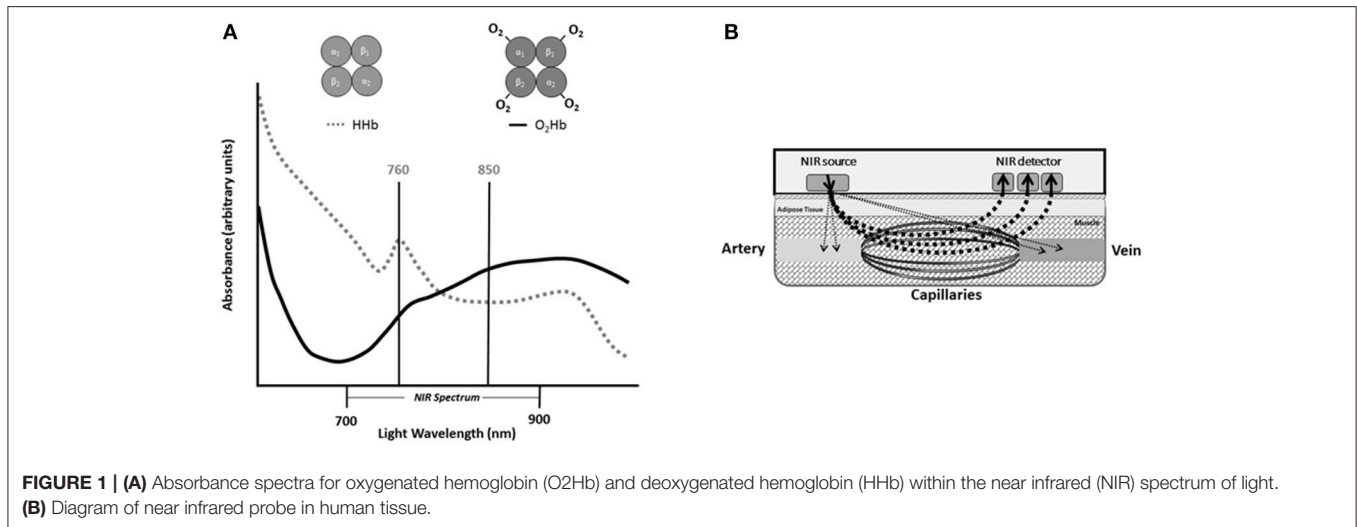 A
O₂
O₂
α₁ β₁
α₁ β₁
β₂ α₂
β₂ α₂
O₂
O₂
HHb
O₂Hb
760
850
Absorbance (arbitrary units)
NIR Spectrum
700
900
Light Wavelength (nm)
B
NIR source
NIR detector
Adipose Tissue
Muscle
Artery
Vein
Capillaries
FIGURE 1 | (A) Absorbance spectra for oxygenated hemoglobin (O2Hb) and deoxygenated hemoglobin (HHb) within the near infrared (NIR) spectrum of light.
(B) Diagram of near infrared probe in human tissue.